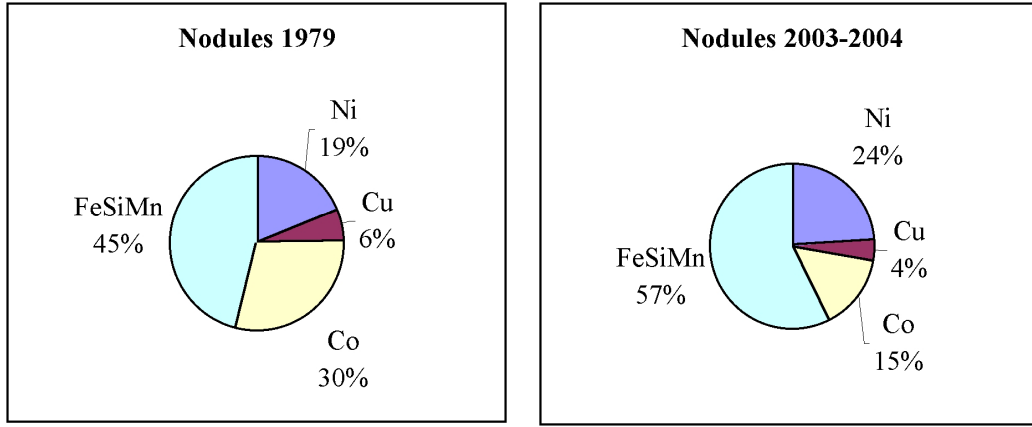 Nodules 1979
Ni
19%
Cu
6%
FeSiMn
45%
Co
30%
Nodules 2003-2004
Ni
24%
Cu
4%
FeSiMn
57%
Co
15%